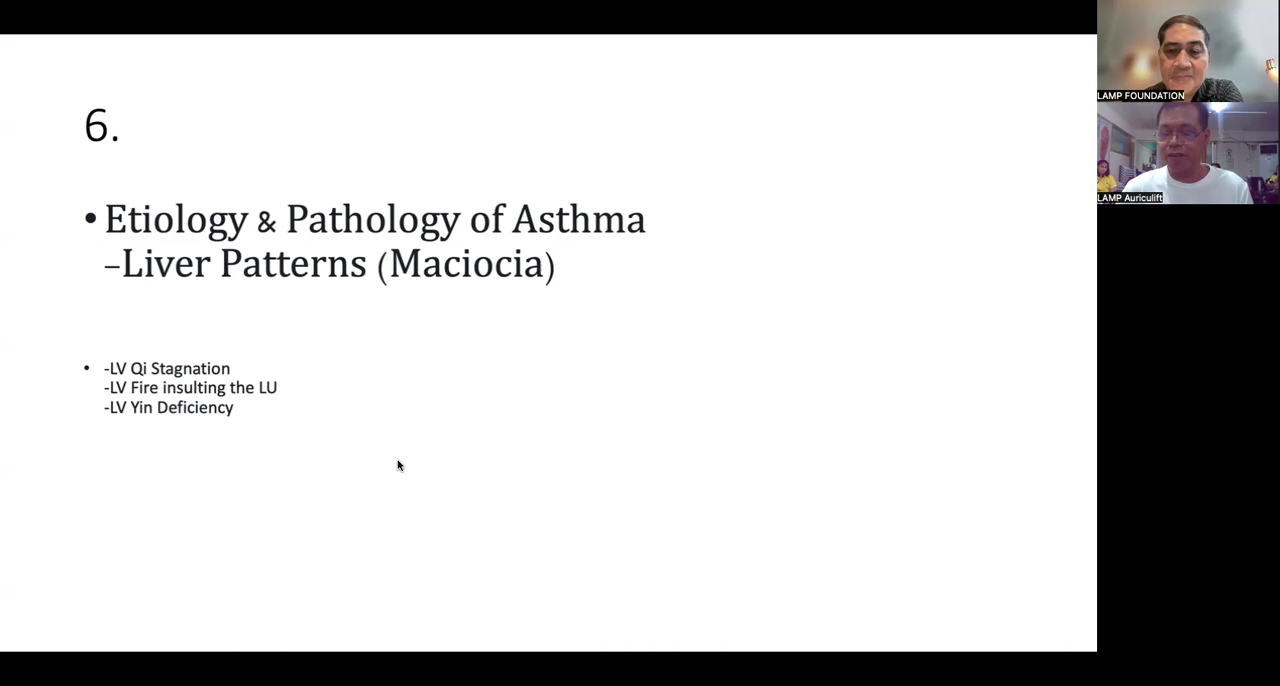 6.
• Etiology & Pathology of Asthma
–Liver Patterns (Maciocia)
• -LV Qi Stagnation
-LV Fire insulting the LU
-LV Yin Deficiency
LAMP FOUNDATION
LAMP Auriculift